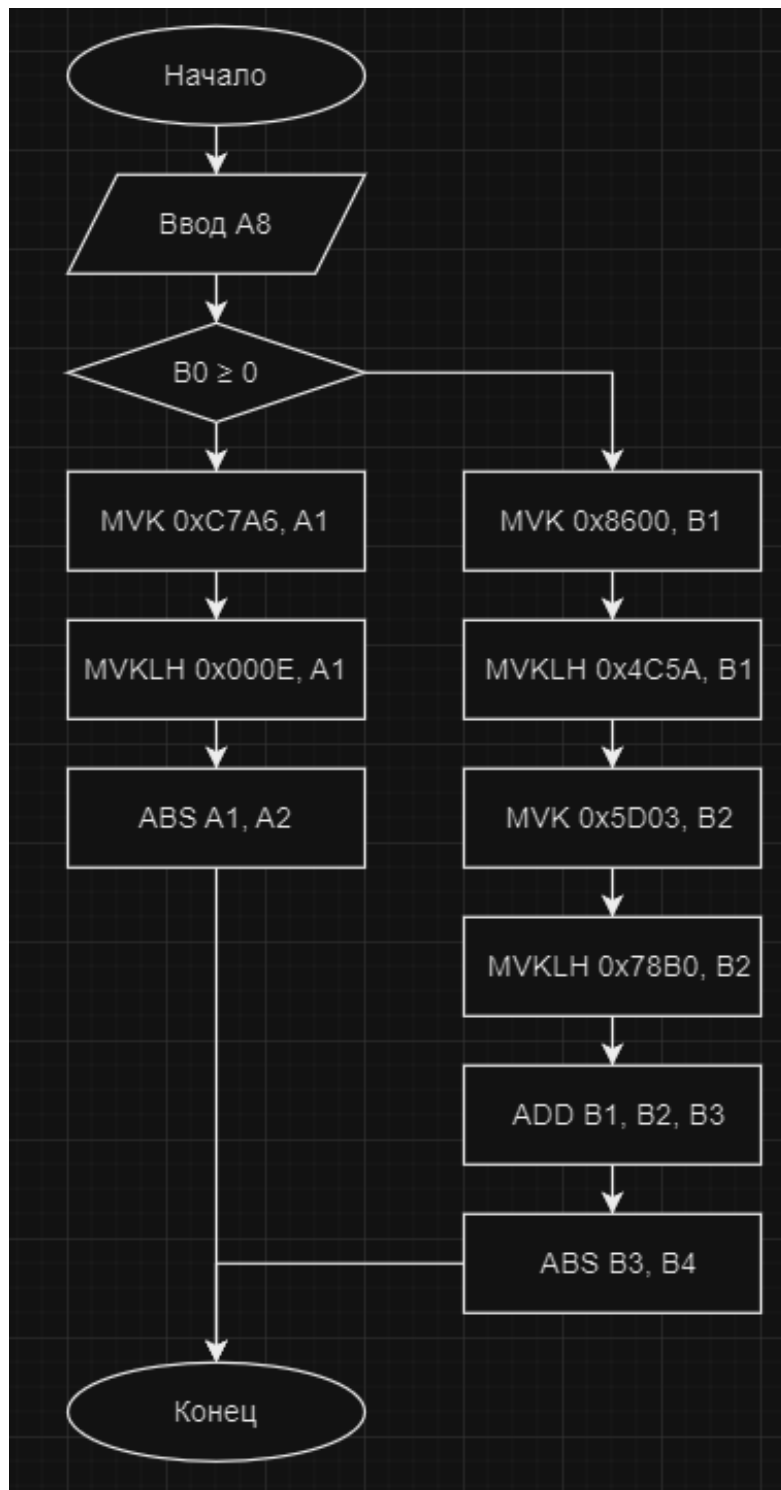 Начало
Ввод A8
B0 ≥ 0
MVK 0xC7A6, A1
MVKLH 0x000E, A1
ABS A1, A2
MVK 0x8600, B1
MVKLH 0x4C5A, B1
MVK 0x5D03, B2
MVKLH 0x78B0, B2
ADD B1, B2, B3
ABS B3, B4
Конец